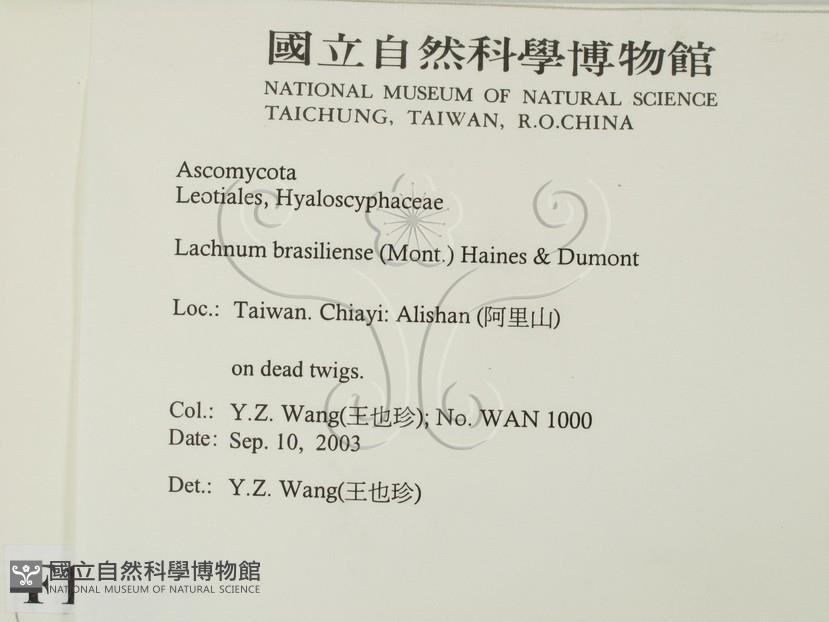 國立自然科學博物館
NATIONAL MUSEUM OF NATURAL SCIENCE
TAICHUNG, TAIWAN, R.O.CHINA
Ascomycota
Leotiales, Hyaloscyphaceae
Lachnum brasiliense (Mont.) Haines & Dumont
Loc.: Taiwan. Chiayi: Alishan (阿里山)
on dead twigs.
Col.: Y.Z. Wang(王也珍); No. WAN 1000
Date: Sep. 10, 2003
Det.: Y.Z. Wang(王也珍)
國立自然科學博物館
NATIONAL MUSEUM OF NATURAL SCIENCE